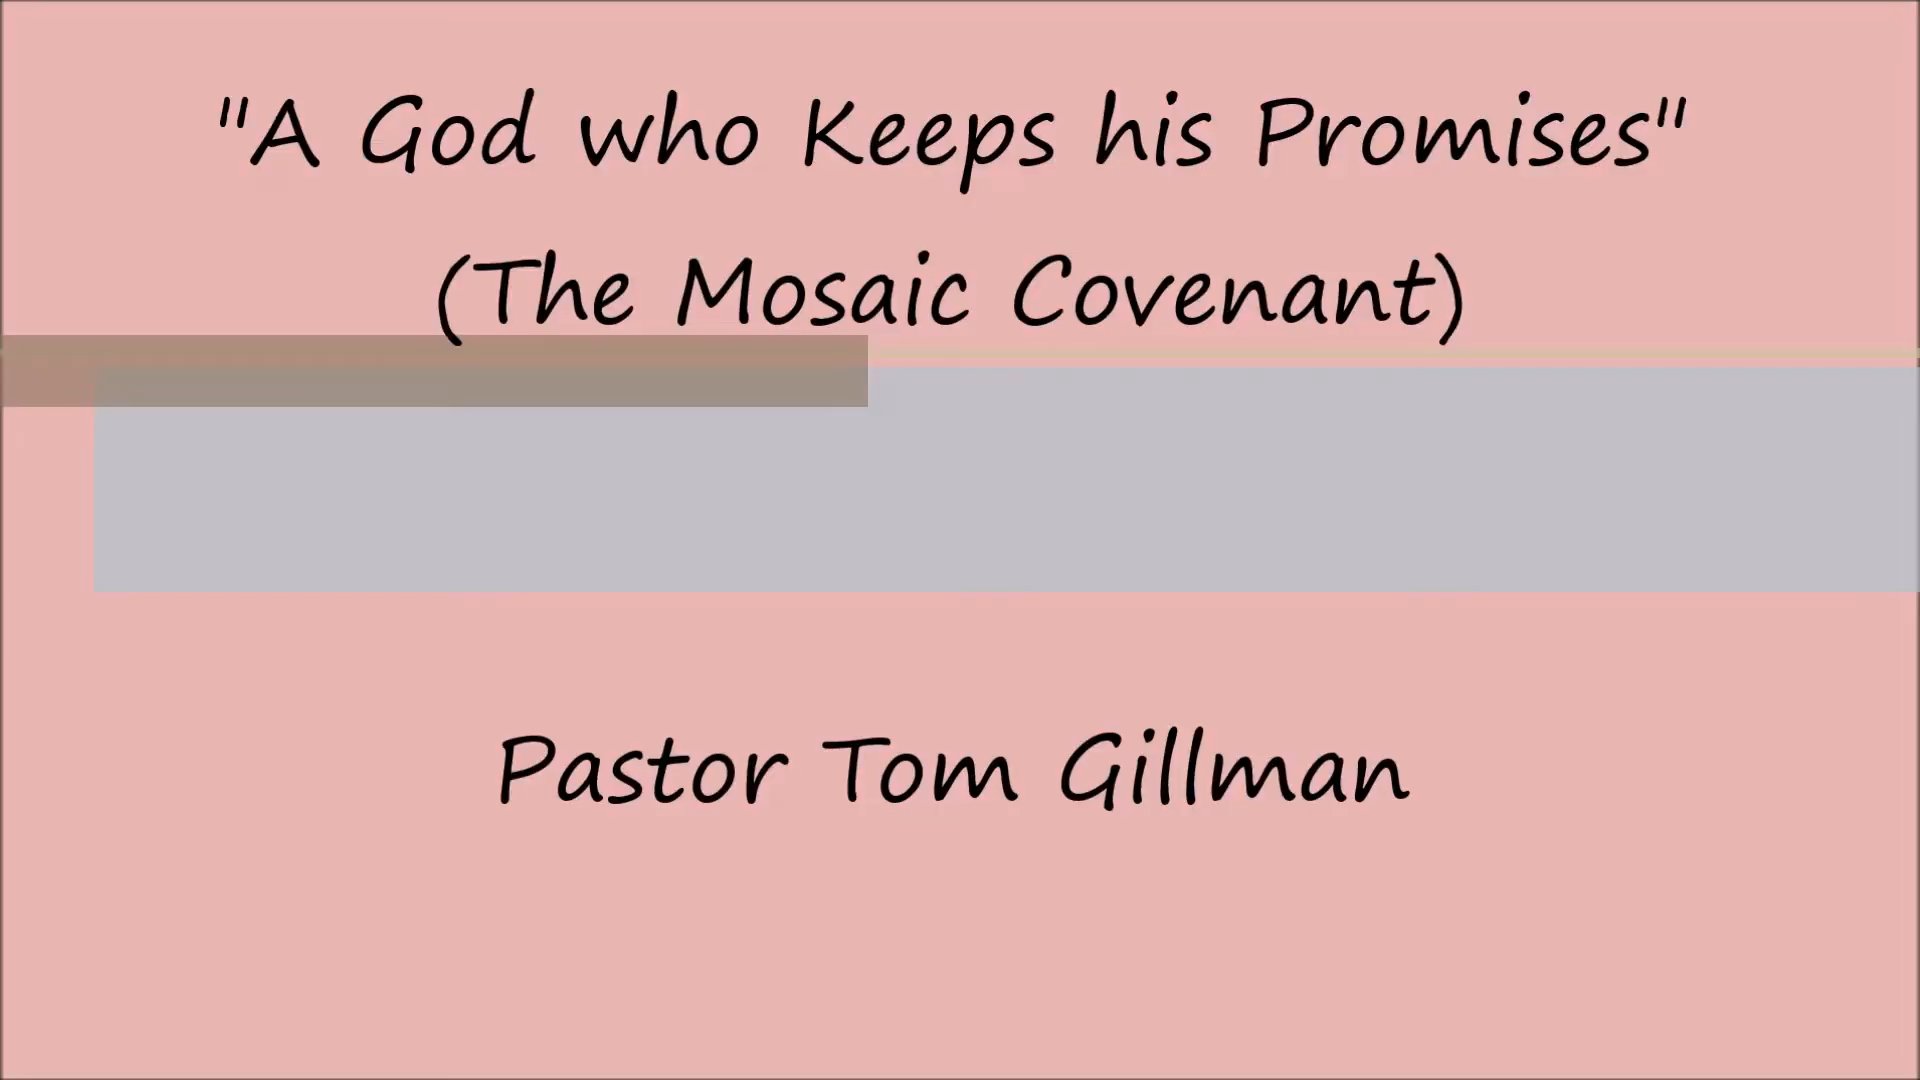 "A God who Keeps his Promises"
(The Mosaic Covenant)
Pastor Tom Gillman